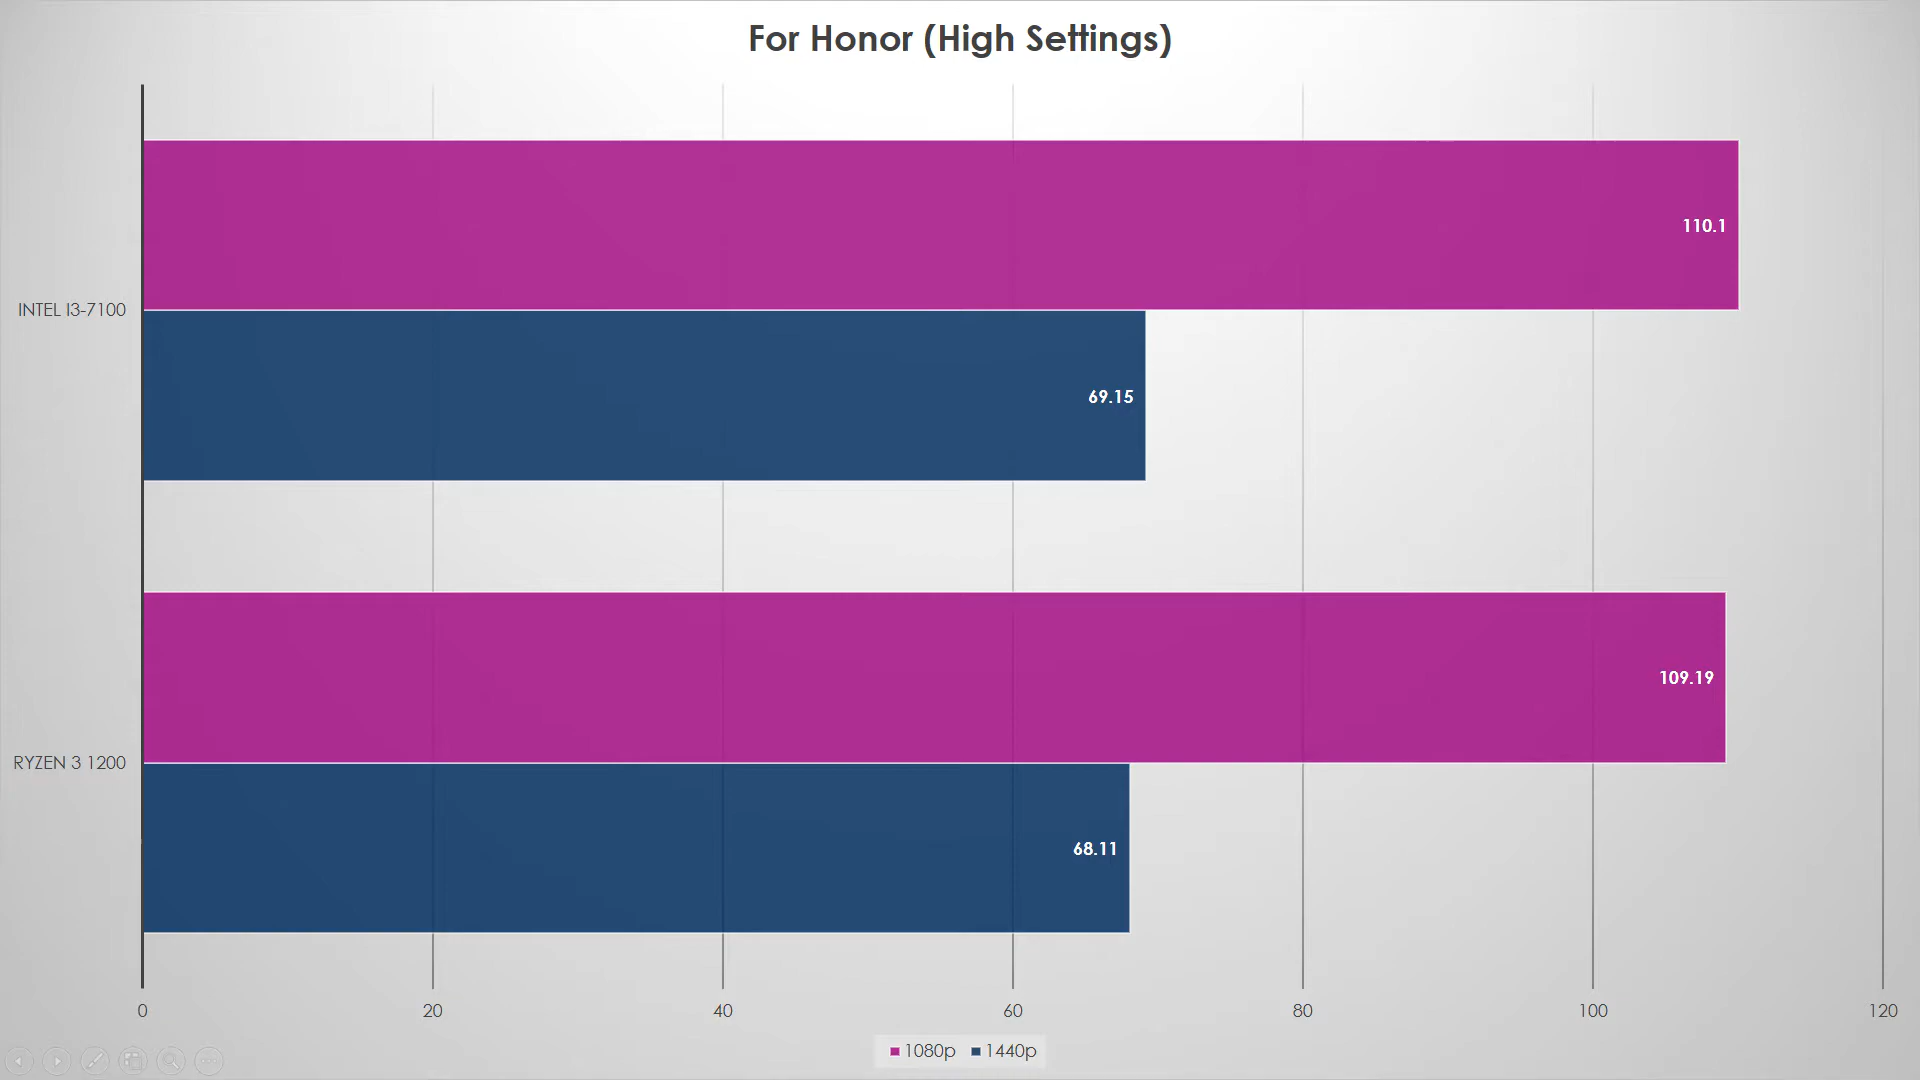 For Honor (High Settings)
110.1
INTEL I3-7100
69.15
109.19
RYZEN 3 1200
68.11
0 20 40 60 80 100 120
1080p 1440p